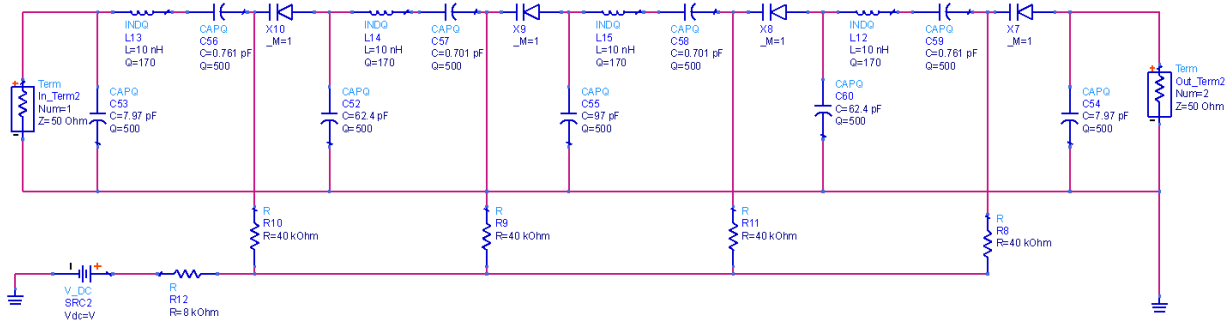 INDQ
L13
L=10 nH
Q=170
CAPQ
C56
C=0.761 pF
Q=500
X10
_M=1
INDQ
L14
L=10 nH
Q=170
CAPQ
C57
C=0.701 pF
Q=500
X9
_M=1
INDQ
L15
L=10 nH
Q=170
CAPQ
C58
C=0.701 pF
Q=500
X8
_M=1
INDQ
L12
L=10 nH
Q=170
CAPQ
C59
C=0.761 pF
Q=500
X7
_M=1
Term
In_Term2
Num=1
Z=50 Ohm
CAPQ
C53
C=7.97 pF
Q=500
CAPQ
C52
C=62.4 pF
Q=500
CAPQ
C55
C=97 pF
Q=500
CAPQ
C60
C=62.4 pF
Q=500
CAPQ
C54
C=7.97 pF
Q=500
Term
Out_Term2
Num=2
Z=50 Ohm
R
R10
R=40 kOhm
R
R9
R=40 kOhm
R
R11
R=40 kOhm
R
R8
R=40 kOhm
V_DC
SRC2
Vdc=V
R
R12
R=8 kOhm